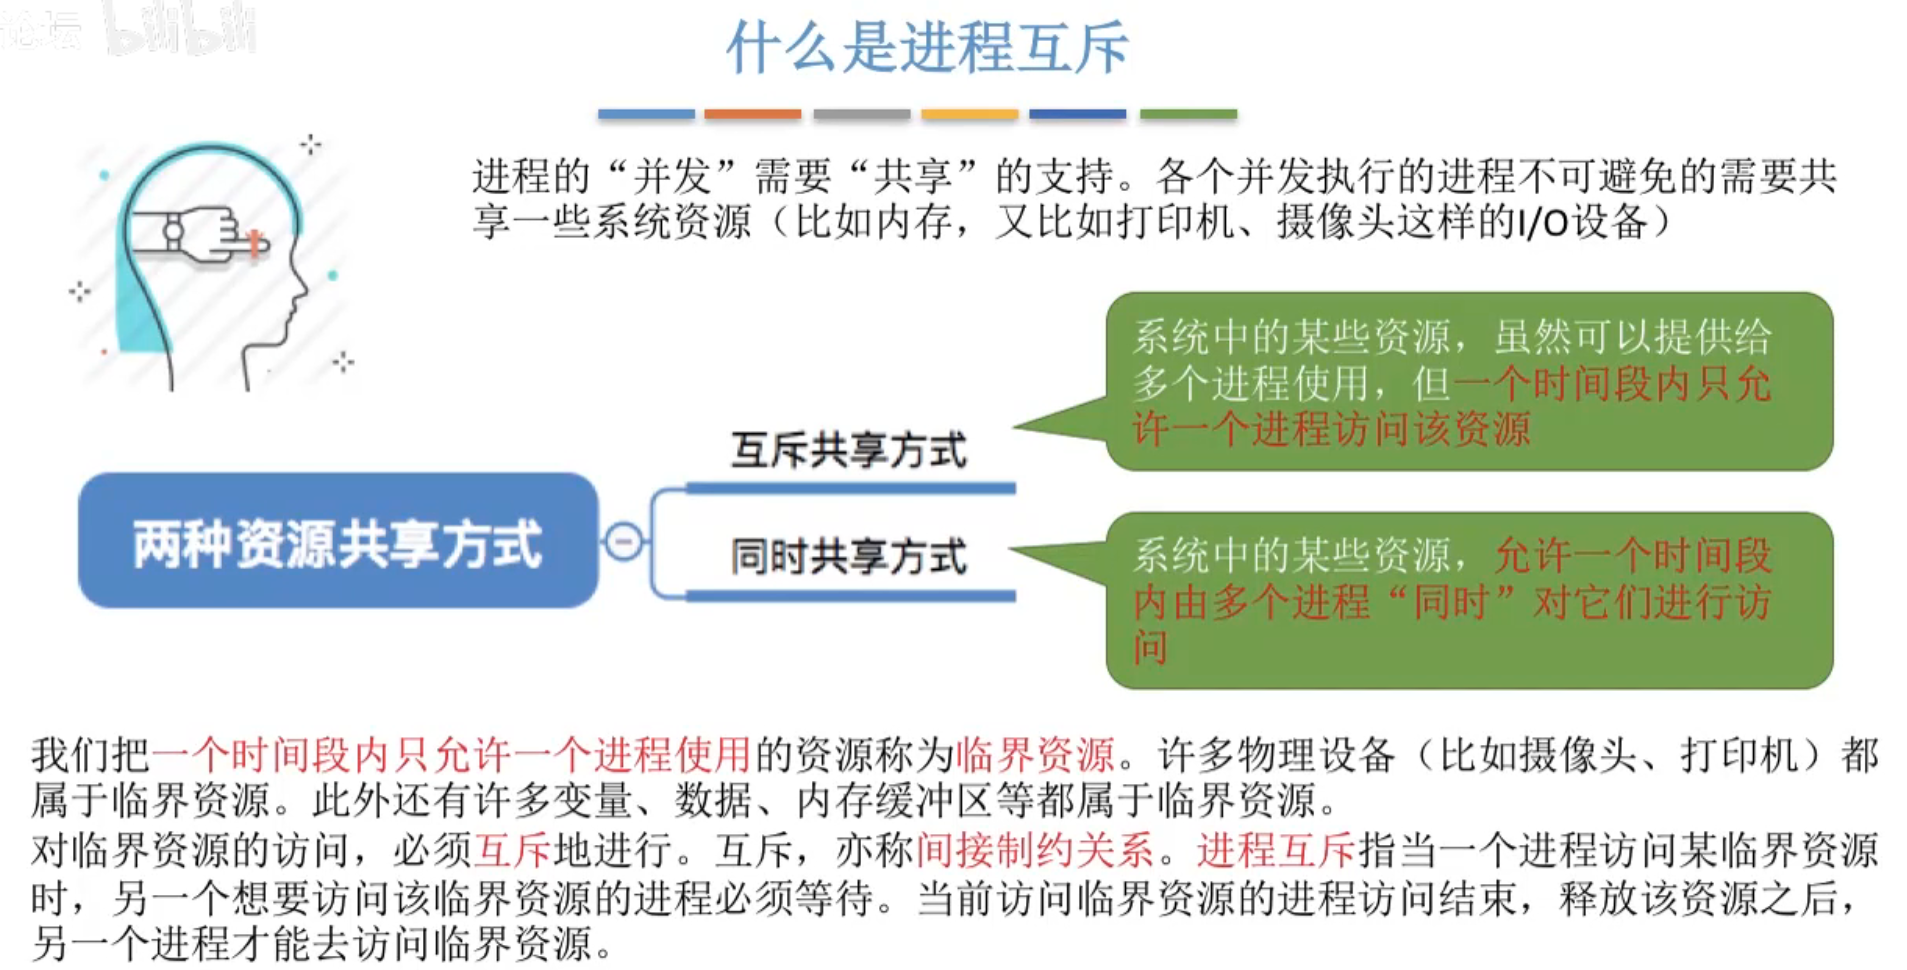 论坛 bilibili
什么是进程互斥
进程的“并发”需要“共享”的支持。各个并发执行的进程不可避免的需要共
享一些系统资源（比如内存，又比如打印机、摄像头这样的I/O设备）
系统中的某些资源，虽然可以提供给
多个进程使用，但一个时间段内只允
许一个进程访问该资源
互斥共享方式
两种资源共享方式
同时共享方式
系统中的某些资源，允许一个时间段
内由多个进程“同时”对它们进行访
问
我们把一个时间段内只允许一个进程使用的资源称为临界资源。许多物理设备（比如摄像头、打印机）都
属于临界资源。此外还有许多变量、数据、内存缓冲区等都属于临界资源。
对临界资源的访问，必须互斥地进行。互斥，亦称间接制约关系。进程互斥指当一个进程访问某临界资源
时，另一个想要访问该临界资源的进程必须等待。当前访问临界资源的进程访问结束，释放该资源之后，
另一个进程才能去访问临界资源。